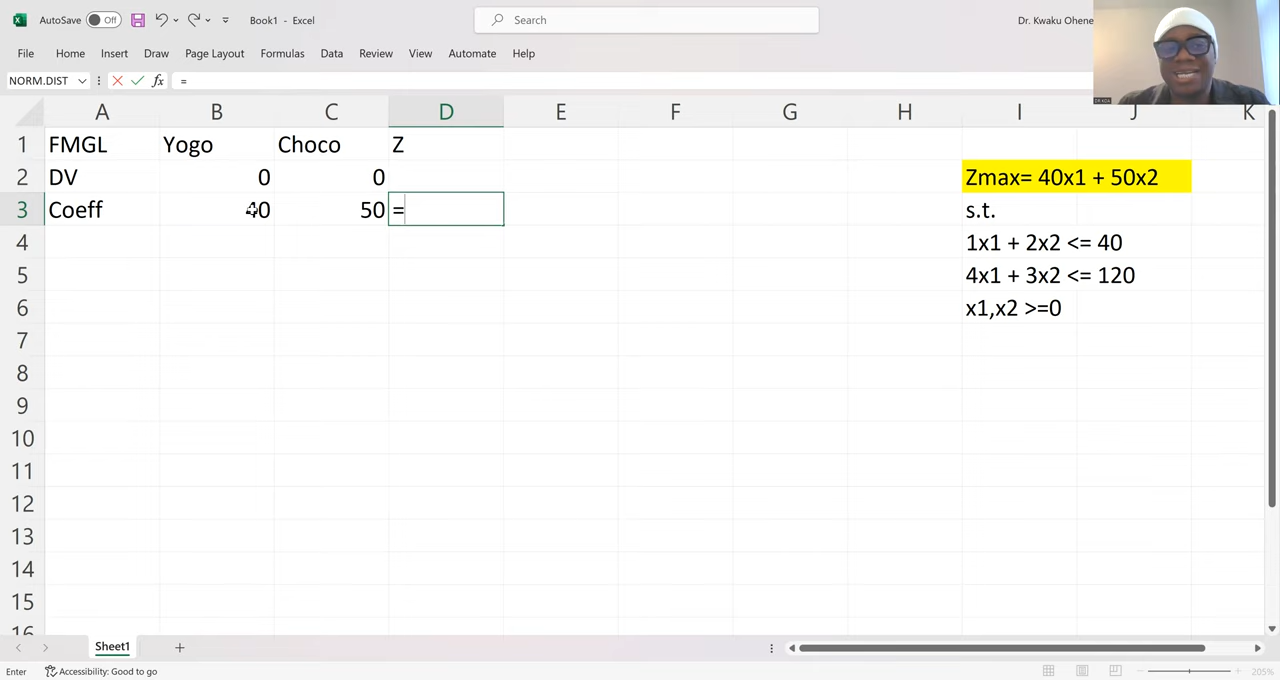 AutoSave Off Book1 - Excel Search Dr. Kwaku Ohene
File Home Insert Draw Page Layout Formulas Data Review View Automate Help
NORM.DIST fx =
A B C D E F G H I J K
1 FMGL Yogo Choco Z
2 DV 0 0 Zmax= 40x1 + 50x2
3 Coeff 40 50 = s.t.
4 1x1 + 2x2 <= 40
5 4x1 + 3x2 <= 120
6 x1,x2 >=0
7
8
9
10
11
12
13
14
15
16
Sheet1
Enter Accessibility: Good to go 205%